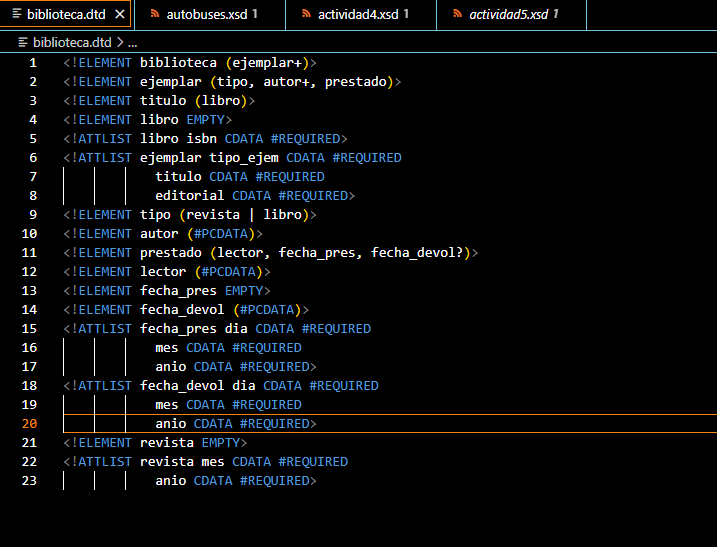 biblioteca.dtd autobuses.xsd 1 actividad4.xsd 1 actividad5.xsd 1
biblioteca.dtd > ...
1 <!ELEMENT biblioteca (ejemplar+)>
2 <!ELEMENT ejemplar (tipo, autor+, prestado)>
3 <!ELEMENT titulo (libro)>
4 <!ELEMENT libro EMPTY>
5 <!ATTLIST libro isbn CDATA #REQUIRED>
6 <!ATTLIST ejemplar tipo_ejem CDATA #REQUIRED
7 titulo CDATA #REQUIRED
8 editorial CDATA #REQUIRED>
9 <!ELEMENT tipo (revista | libro)>
10 <!ELEMENT autor (#PCDATA)>
11 <!ELEMENT prestado (lector, fecha_pres, fecha_devol?)>
12 <!ELEMENT lector (#PCDATA)>
13 <!ELEMENT fecha_pres EMPTY>
14 <!ELEMENT fecha_devol (#PCDATA)>
15 <!ATTLIST fecha_pres dia CDATA #REQUIRED
16 mes CDATA #REQUIRED
17 anio CDATA #REQUIRED>
18 <!ATTLIST fecha_devol dia CDATA #REQUIRED
19 mes CDATA #REQUIRED
20 anio CDATA #REQUIRED>
21 <!ELEMENT revista EMPTY>
22 <!ATTLIST revista mes CDATA #REQUIRED
23 anio CDATA #REQUIRED>